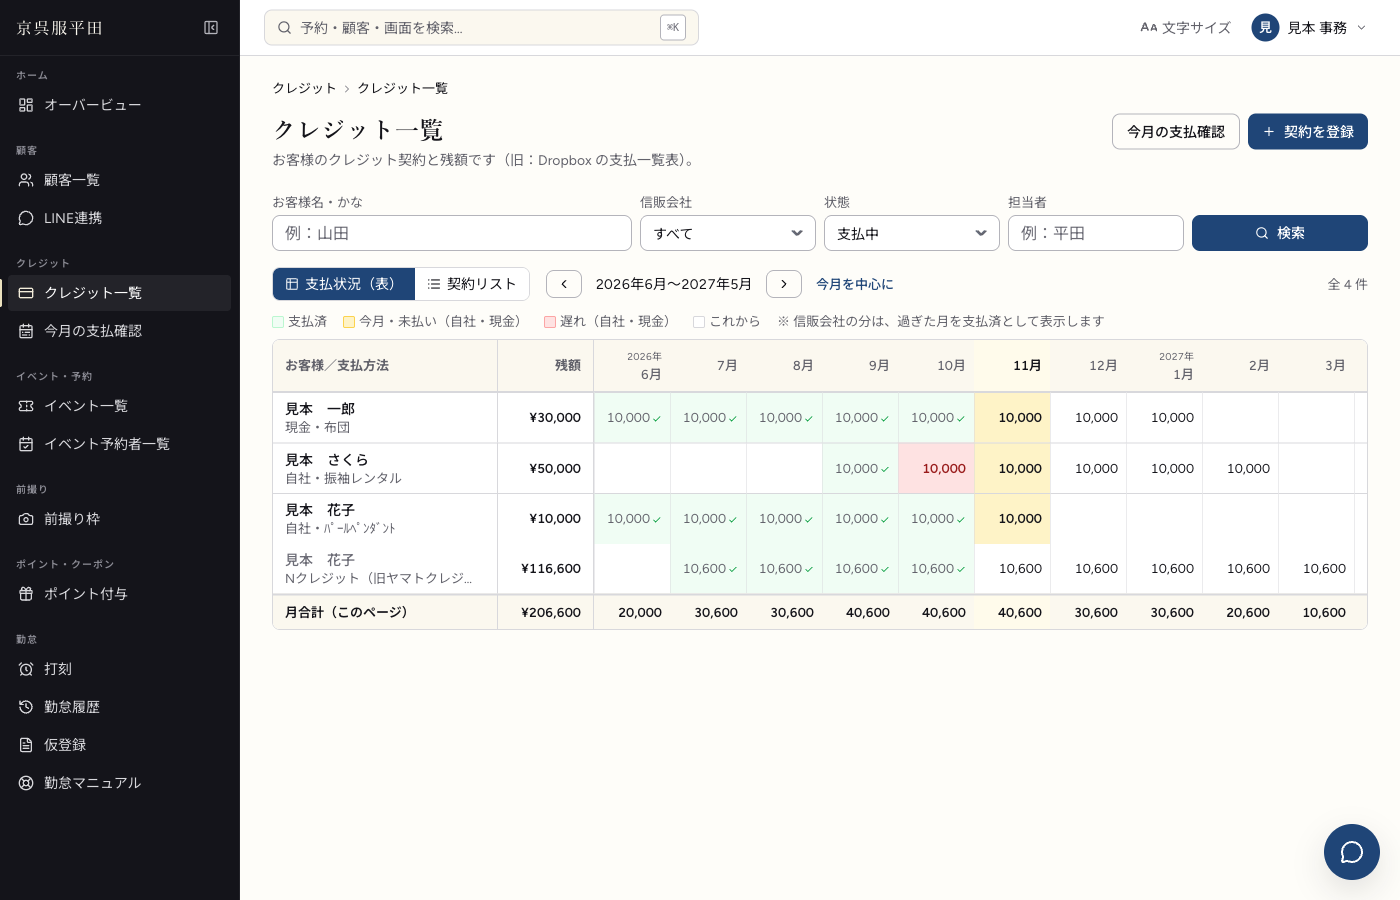 京呉服平田
予約・顧客・画面を検索...
⌘K
AA 文字サイズ
見
見本 事務
ホーム
オーバービュー
顧客
顧客一覧
LINE連携
クレジット
クレジット一覧
今月の支払確認
イベント・予約
イベント一覧
イベント予約者一覧
前撮り
前撮り枠
ポイント・クーポン
ポイント付与
勤怠
打刻
勤怠履歴
仮登録
勤怠マニュアル
クレジット › クレジット一覧
クレジット一覧
今月の支払確認
+ 契約を登録
お客様のクレジット契約と残額です（旧：Dropbox の支払一覧表）。
お客様名・かな 信販会社 状態 担当者
例：山田 すべて 支払中 例：平田 検索
支払状況（表） 契約リスト 2026年6月〜2027年5月 今月を中心に 全 4 件
支払済 今月・未払い（自社・現金） 遅れ（自社・現金） これから ※ 信販会社の分は、過ぎた月を支払済として表示します
お客様／支払方法 残額 2026年 6月 7月 8月 9月 10月 11月 12月 2027年 1月 2月 3月
見本　一郎
現金・布団
¥30,000 10,000✓ 10,000✓ 10,000✓ 10,000✓ 10,000✓ 10,000 10,000 10,000
見本　さくら
自社・振袖レンタル
¥50,000 10,000✓ 10,000 10,000 10,000 10,000 10,000
見本　花子
自社・ﾊﾟｰﾙﾍﾟﾝﾀﾞﾝﾄ
¥10,000 10,000✓ 10,000✓ 10,000✓ 10,000✓ 10,000✓ 10,000
見本　花子
Nクレジット（旧ヤマトクレジ...
¥116,600 10,600✓ 10,600✓ 10,600✓ 10,600✓ 10,600 10,600 10,600 10,600 10,600
月合計（このページ） ¥206,600 20,000 30,600 30,600 40,600 40,600 40,600 30,600 30,600 20,600 10,600